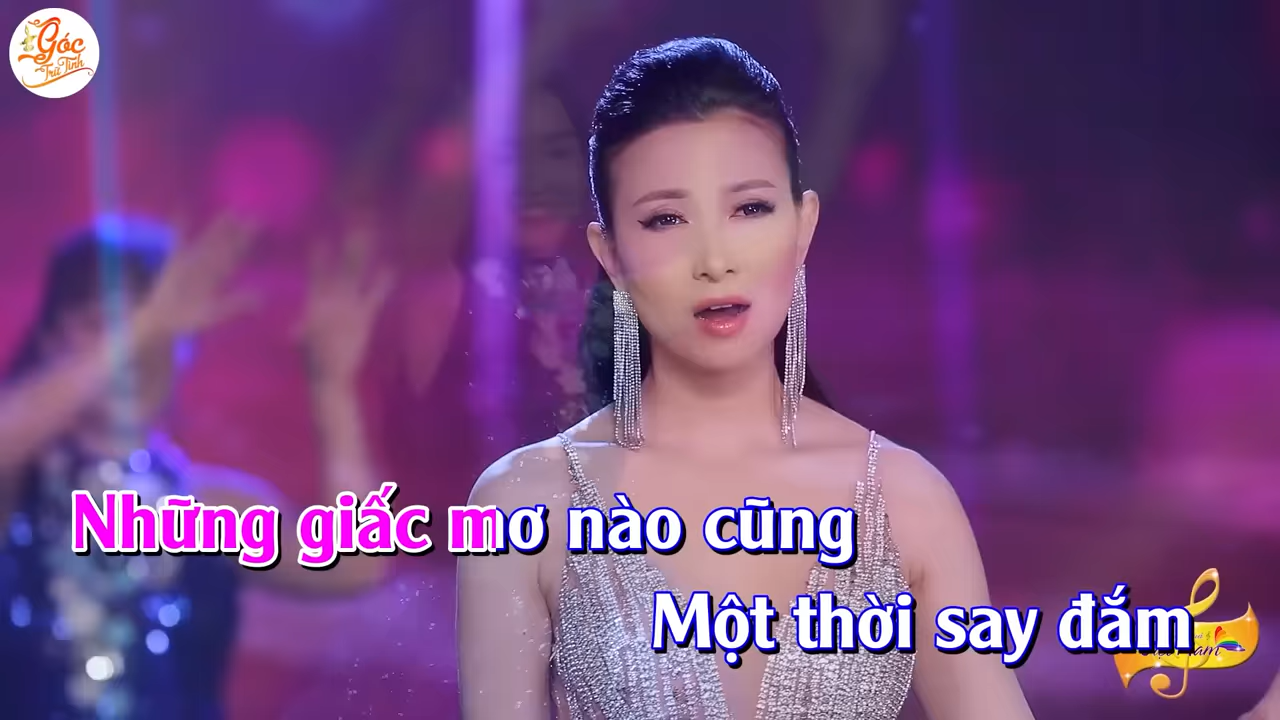 Góc
Trữ Tình
Những giấc mơ nào cũng
Một thời say đắm